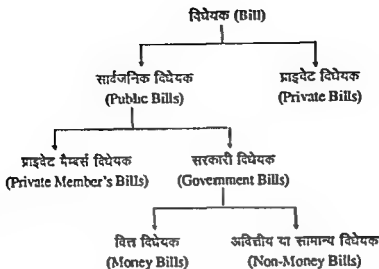 विधेयक (Bill)
सार्वजनिक विधेयक
(Public Bills)
प्राइवेट विधेयक
(Private Bills)
प्राइवेट मैम्बर्स विधेयक
(Private Member's Bills)
सरकारी विधेयक
(Government Bills)
वित्त विधेयक
(Money Bills)
अवित्तीय या सामान्य विधेयक
(Non-Money Bills)